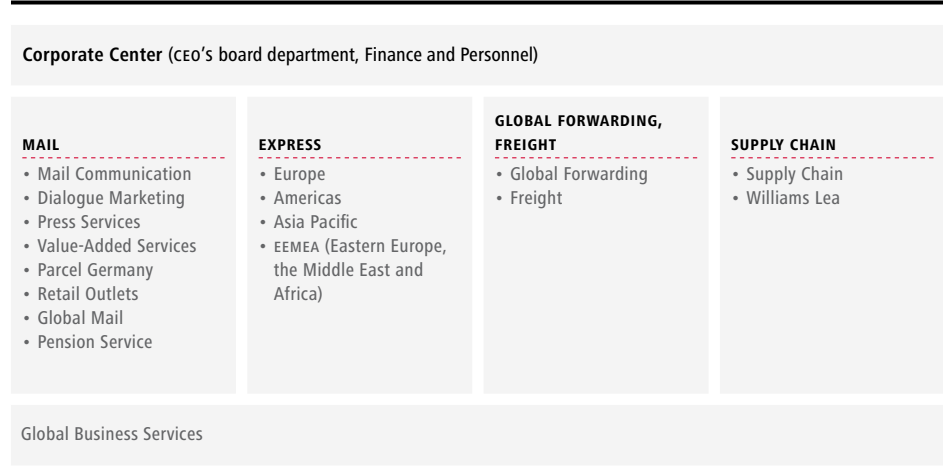 Corporate Center (CEO's board department, Finance and Personnel)
MAIL
• Mail Communication
• Dialogue Marketing
• Press Services
• Value-Added Services
• Parcel Germany
• Retail Outlets
• Global Mail
• Pension Service
EXPRESS
• Europe
• Americas
• Asia Pacific
• EEMEA (Eastern Europe,
the Middle East and
Africa)
GLOBAL FORWARDING,
FREIGHT
• Global Forwarding
• Freight
SUPPLY CHAIN
• Supply Chain
• Williams Lea
Global Business Services